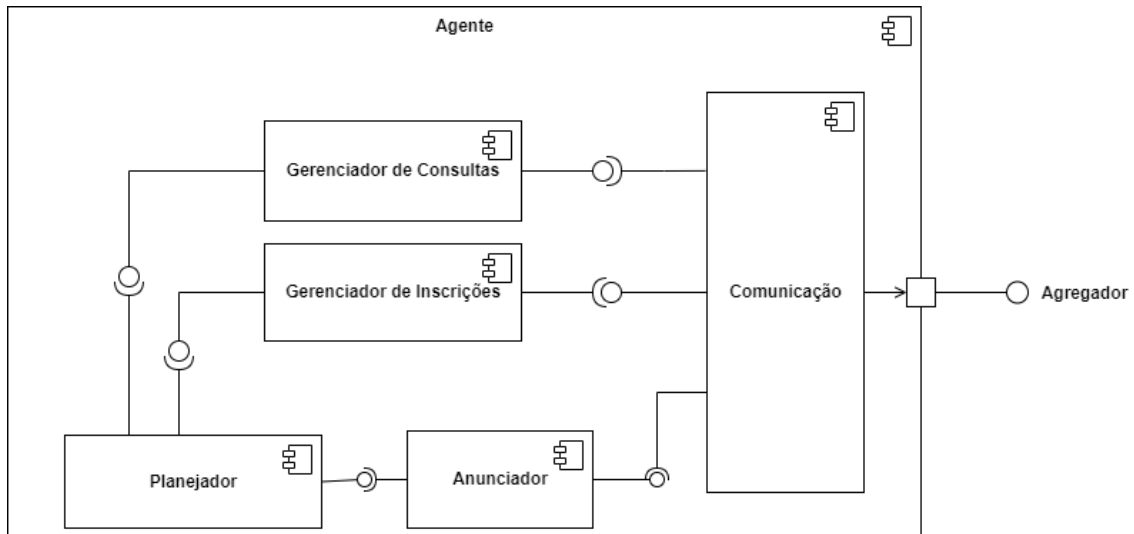 Agente
Gerenciador de Consultas
Gerenciador de Inscrições
Comunicação
Agregador
Planejador
Anunciador